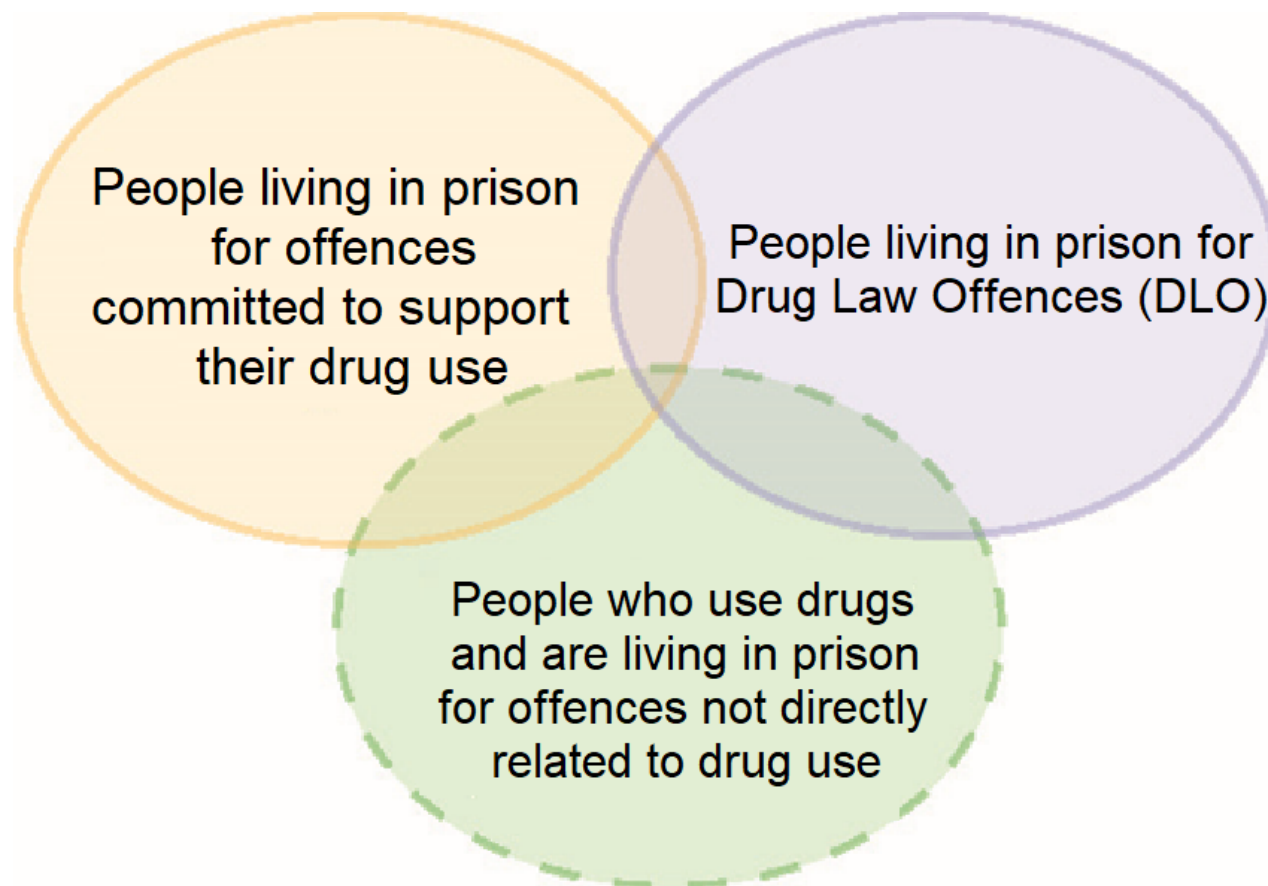 People living in prison
for offences
committed to support
their drug use
People living in prison for
Drug Law Offences (DLO)
People who use drugs
and are living in prison
for offences not directly
related to drug use